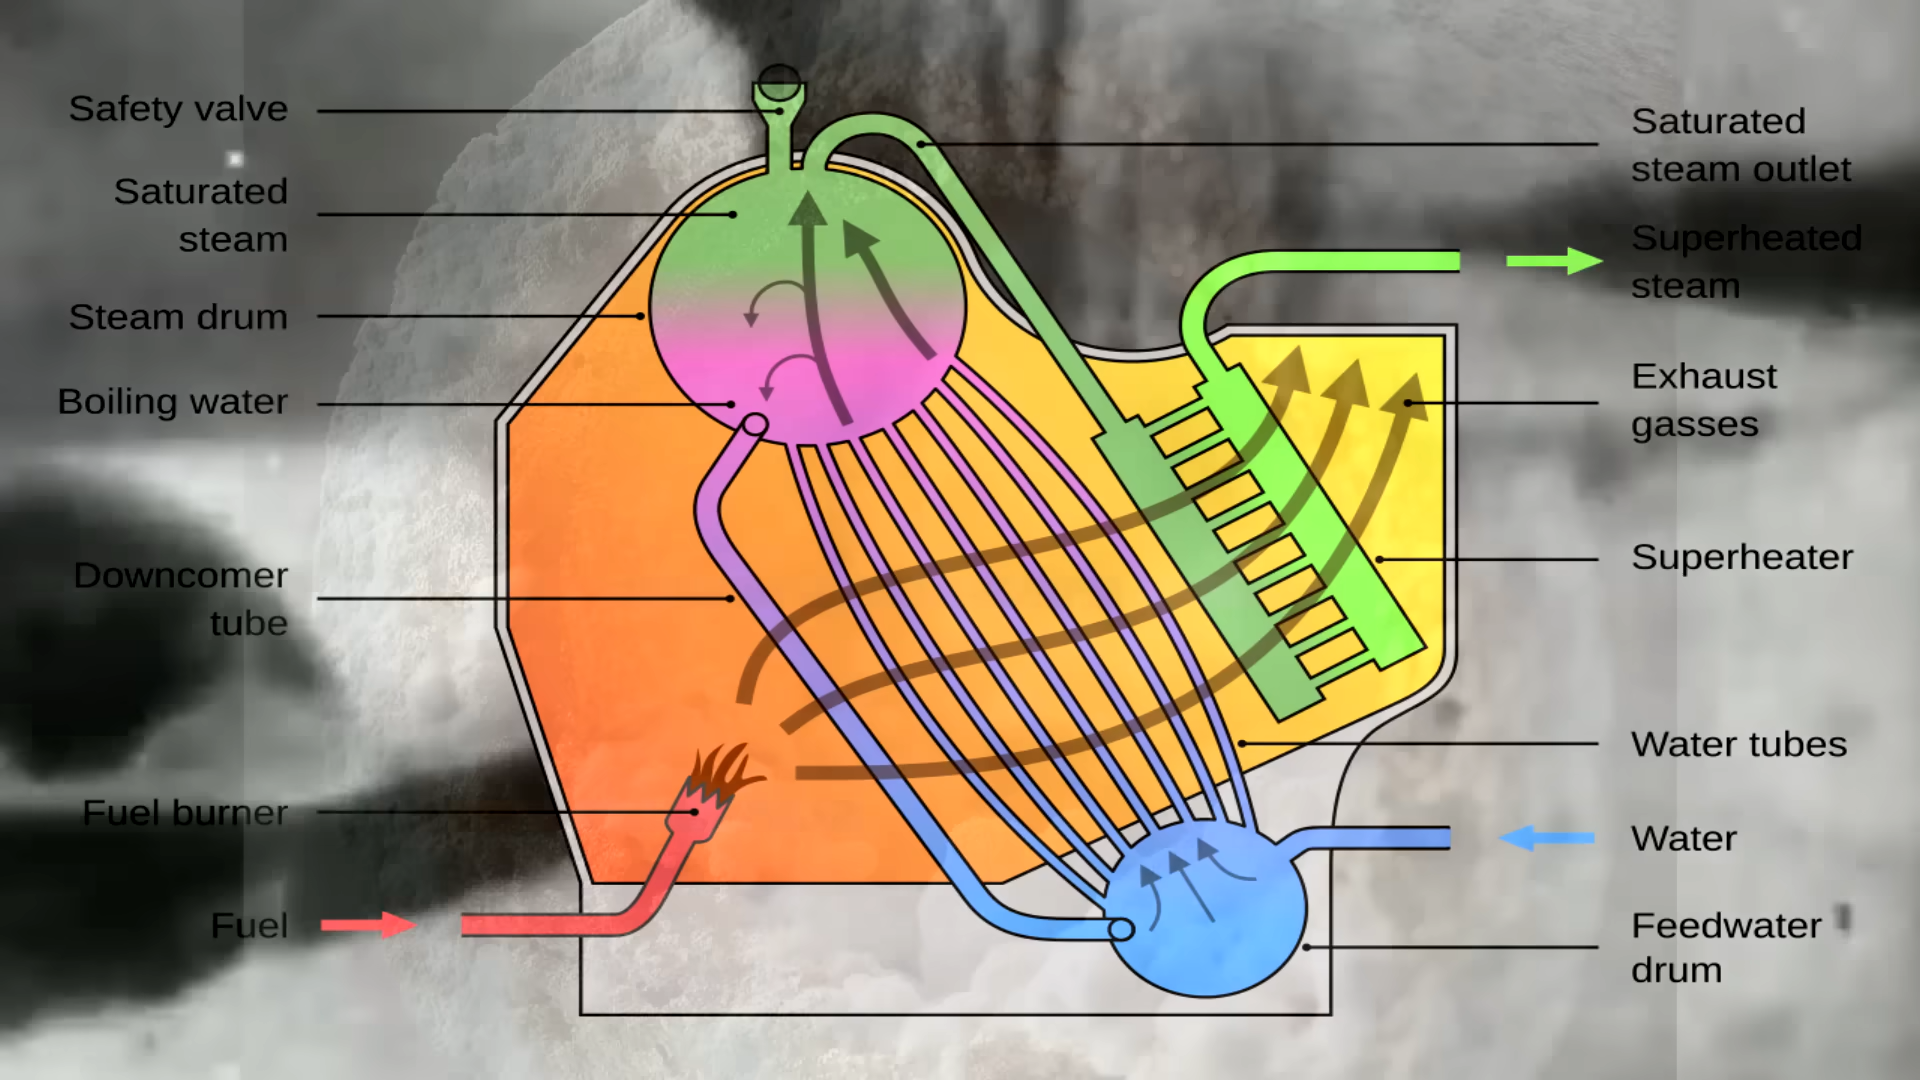 Safety valve
Saturated
steam
Steam drum
Boiling water
Downcomer
tube
Fuel burner
Fuel
Saturated
steam outlet
Superheated
steam
Exhaust
gasses
Superheater
Water tubes
Water
Feedwater
drum